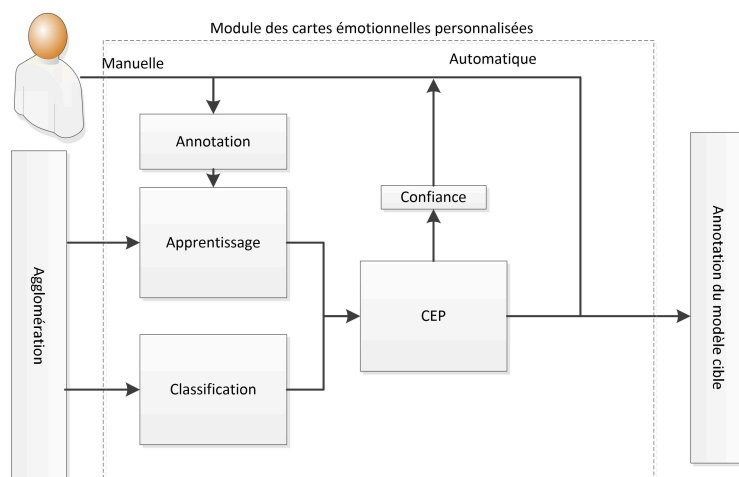 Module des cartes émotionnelles personnalisées
Manuelle
Automatique
Annotation
Confiance
Apprentissage
CEP
Classification
Agglomération
Annotation du modèle cible